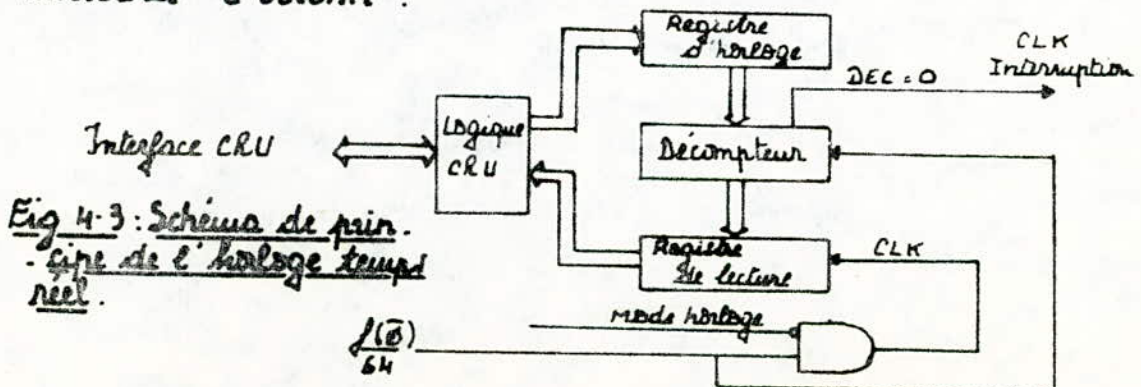 Registre
d'horloge
CLK
Interruption
DEC = 0
Logique
CRU
Interface CRU
Décompteur
Fig 4-3 : Schéma de prin-
- cipe de l'horloge temps
réel.
Registre
de lecture
CLK
mode horloge
f(Φ̅)
64